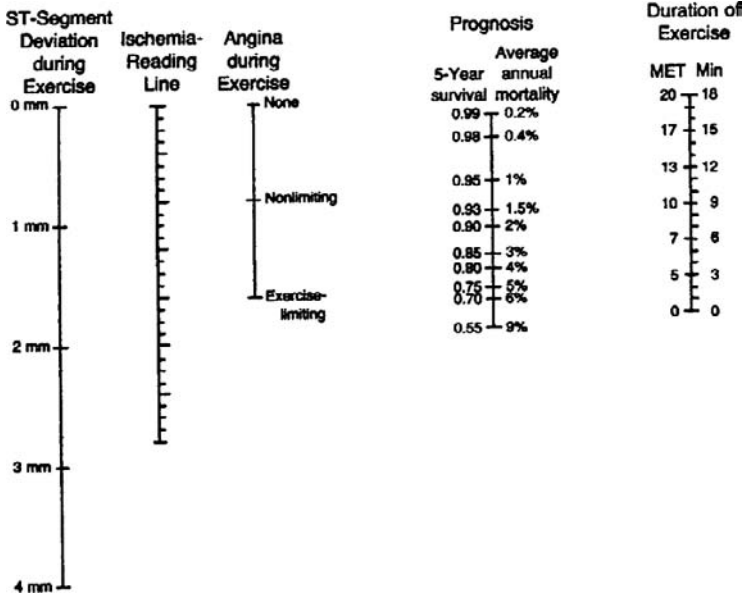 ST-Segment
Deviation
during
Exercise
Ischemia-
Reading
Line
Angina
during
Exercise
0 mm
1 mm
2 mm
3 mm
4 mm
None
Nonlimiting
Exercise-
limiting
Prognosis
5-Year
survival
Average
annual
mortality
0.99 0.2%
0.98 0.4%
0.95 1%
0.93 1.5%
0.90 2%
0.85 3%
0.80 4%
0.75 5%
0.70 6%
0.55 9%
Duration of
Exercise
MET Min
20 18
17 15
13 12
10 9
7 6
5 3
0 0